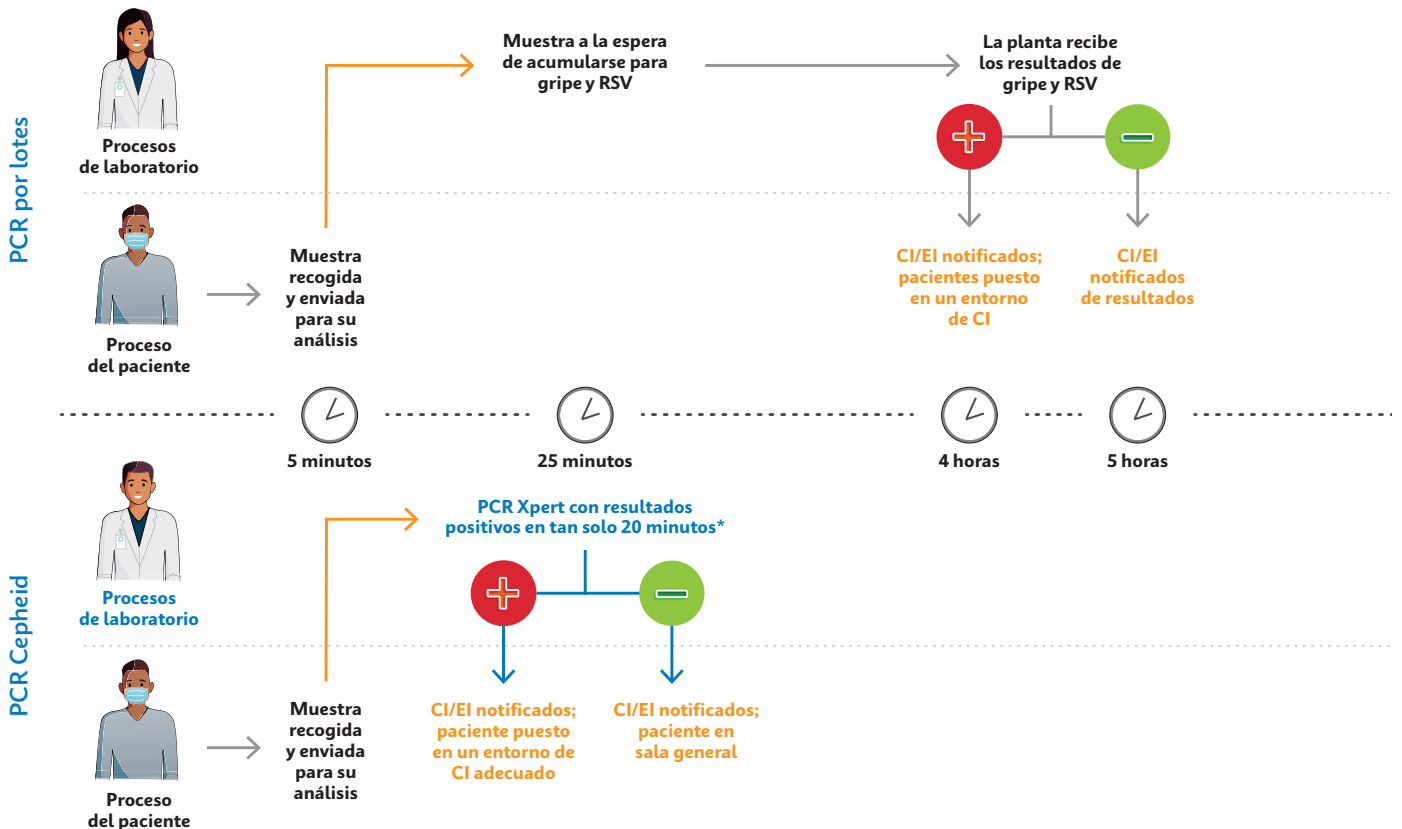 PCR por lotes
Procesos
de laboratorio
Muestra a la espera
de acumularse para
gripe y RSV
La planta recibe
los resultados de
gripe y RSV
Proceso
del paciente
Muestra
recogida
y enviada
para su
análisis
CI/EI notificados;
pacientes puesto
en un entorno
de CI
CI/EI
notificados
de resultados
5 minutos
25 minutos
4 horas
5 horas
PCR Cepheid
Procesos
de laboratorio
PCR Xpert con resultados
positivos en tan solo 20 minutos*
Proceso
del paciente
Muestra
recogida
y enviada
para su
análisis
CI/EI notificados;
paciente puesto
en un entorno de
CI adecuado
CI/EI notificados;
paciente en
sala general